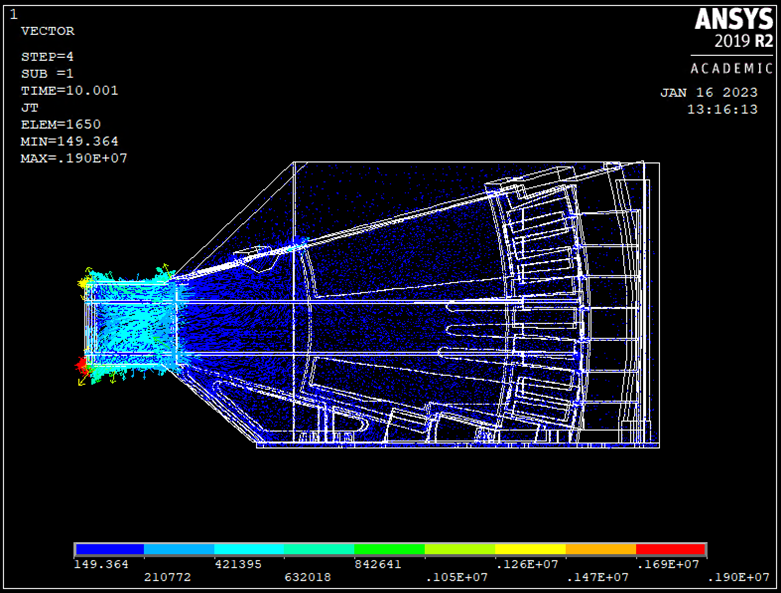 1
VECTOR
STEP=4
SUB =1
TIME=10.001
JT
ELEM=1650
MIN=149.364
MAX=.190E+07
ANSYS
2019 R2
ACADEMIC
JAN 16 2023
13:16:13
149.364
210772
421395
632018
842641
.105E+07
.126E+07
.147E+07
.169E+07
.190E+07